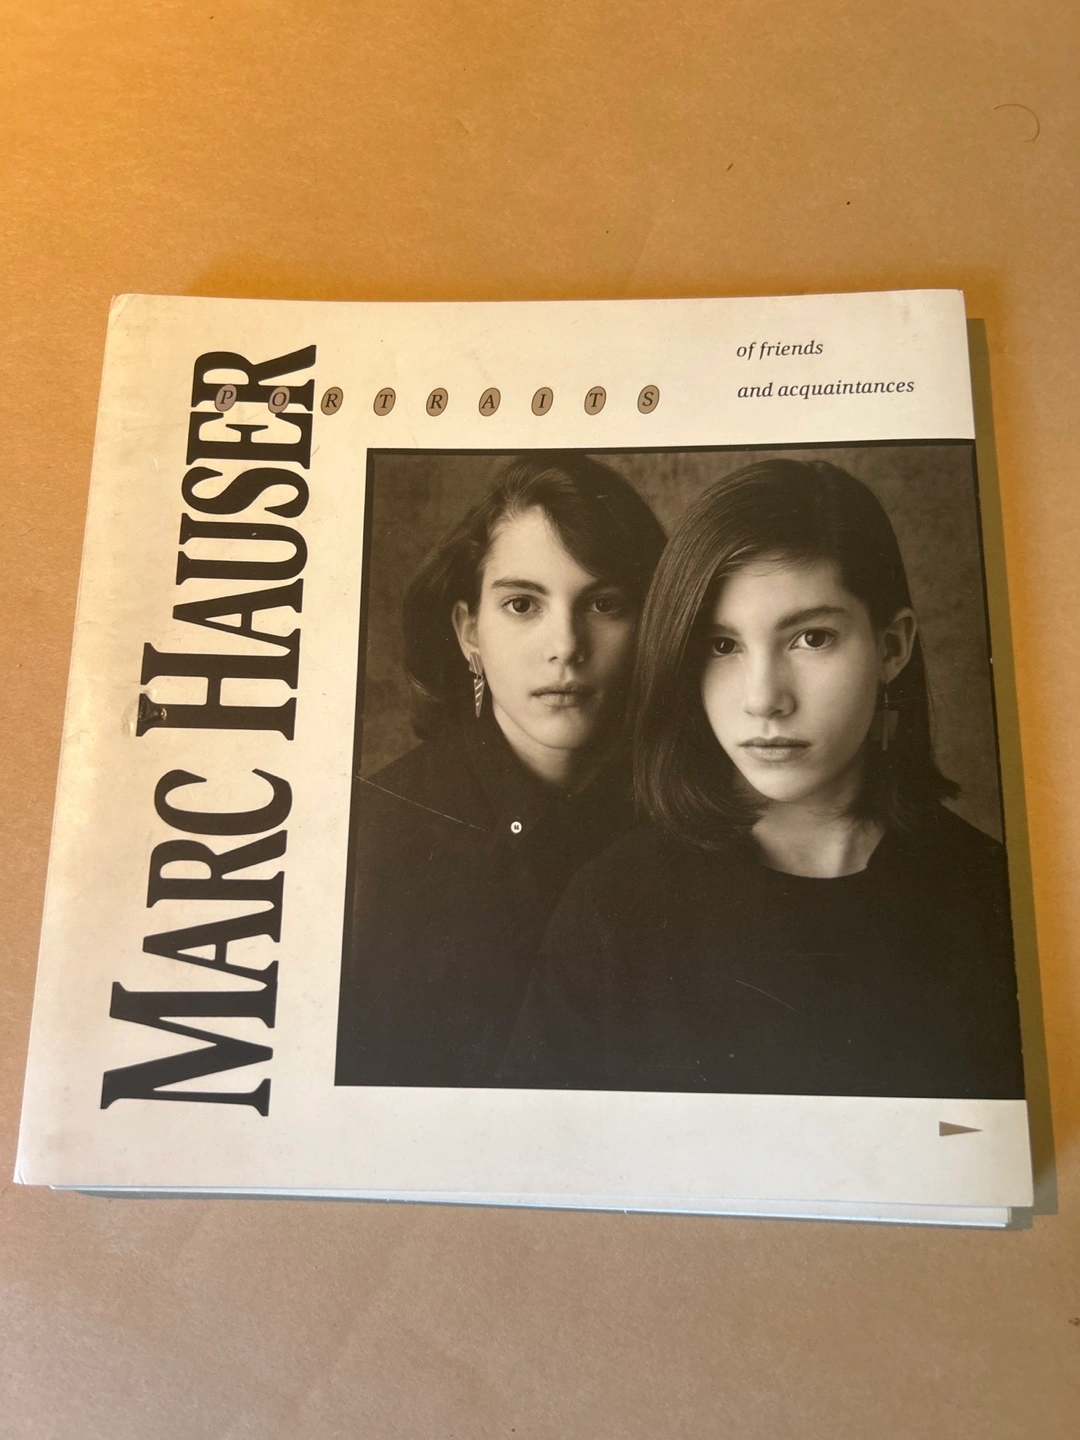 MARC HAUSER
PORTRAITS
of friends
and acquaintances